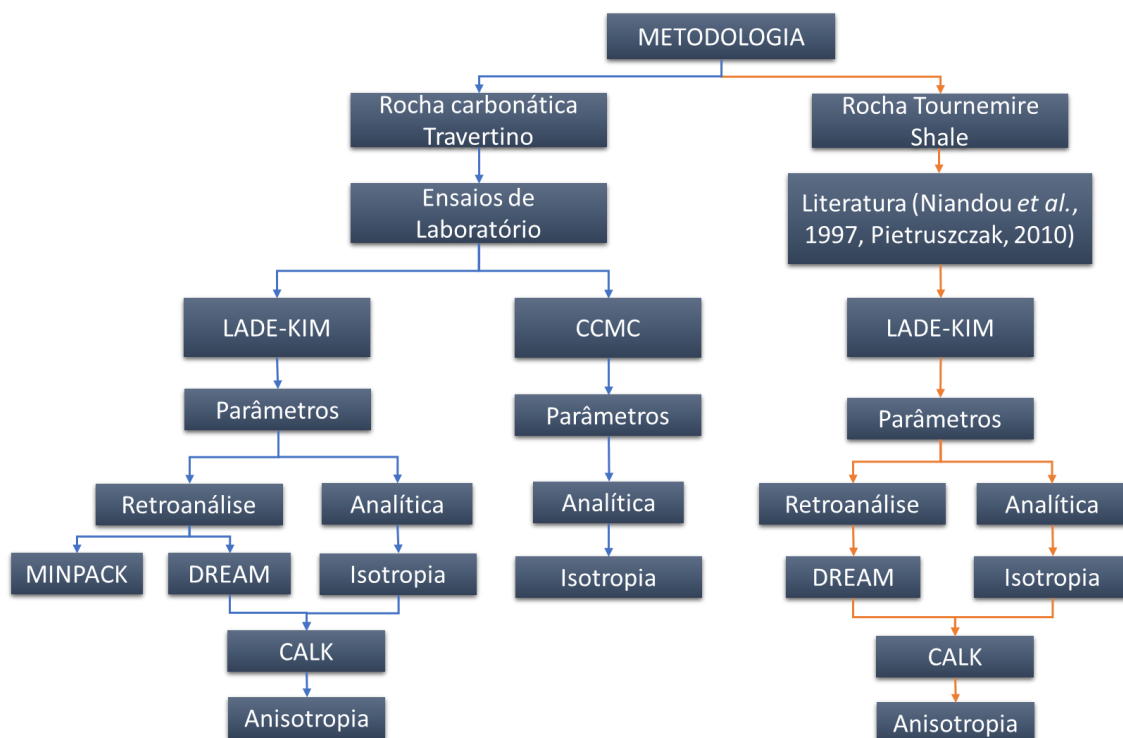 METODOLOGIA
Rocha carbonática
Travertino
Rocha Tournemire
Shale
Ensaios de
Laboratório
Literatura (Niandou et al.,
1997, Pietruszczak, 2010)
LADE-KIM
CCMC
LADE-KIM
Parâmetros
Parâmetros
Parâmetros
Retroanálise
Analítica
Analítica
Retroanálise
Analítica
MINPACK
DREAM
Isotropia
Isotropia
DREAM
Isotropia
CALK
CALK
Anisotropia
Anisotropia